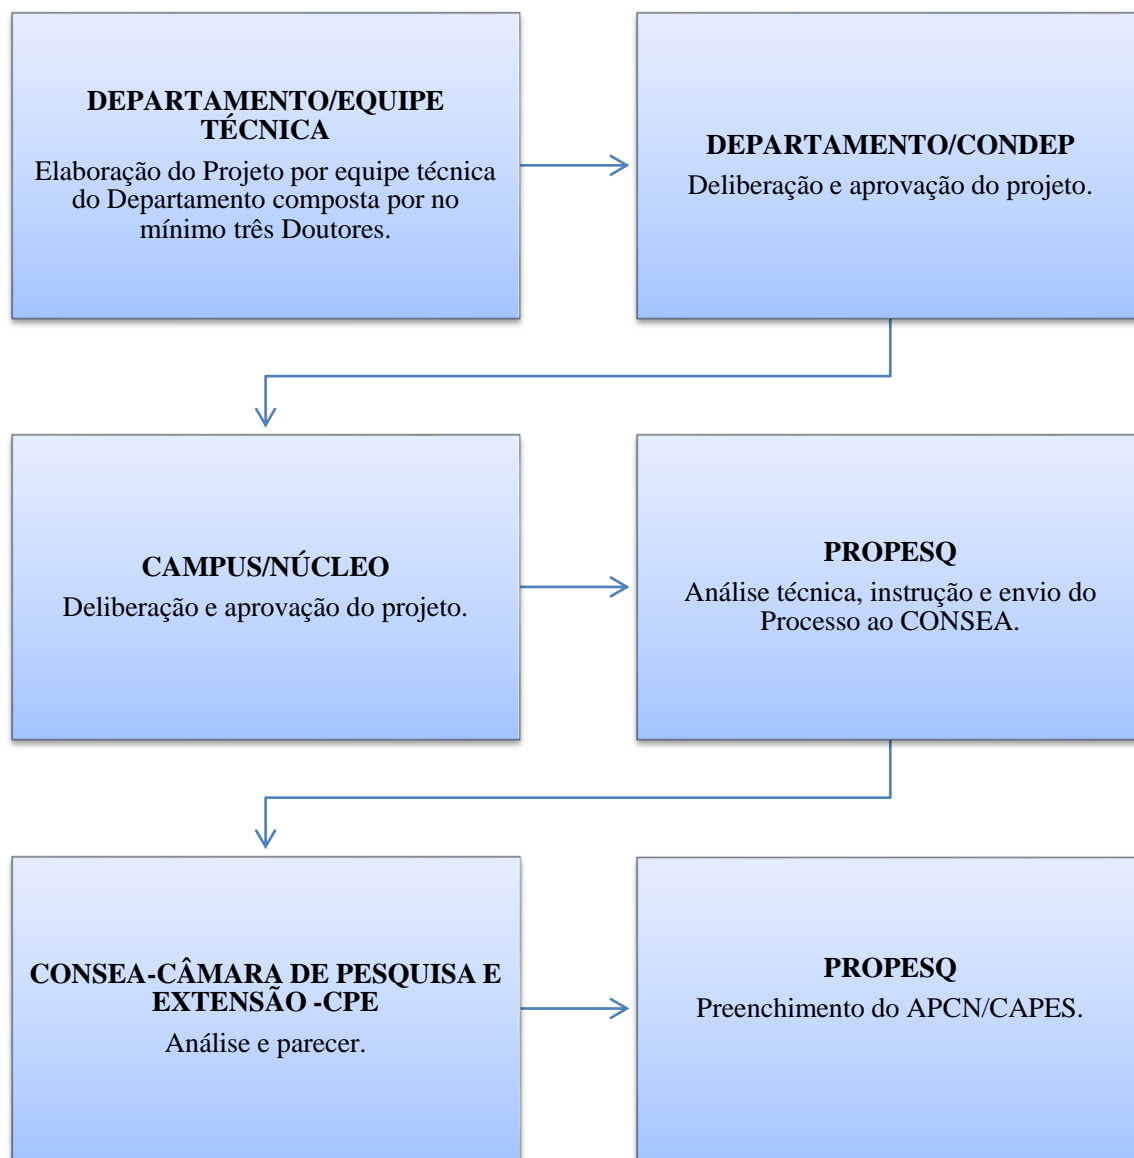 DEPARTAMENTO/EQUIPE
TÉCNICA
Elaboração do Projeto por equipe técnica
do Departamento composta por no
mínimo três Doutores.
DEPARTAMENTO/CONDEP
Deliberação e aprovação do projeto.
CAMPUS/NÚCLEO
Deliberação e aprovação do projeto.
PROPESQ
Análise técnica, instrução e envio do
Processo ao CONSEA.
CONSEA-CÂMARA DE PESQUISA E
EXTENSÃO -CPE
Análise e parecer.
PROPESQ
Preenchimento do APCN/CAPES.